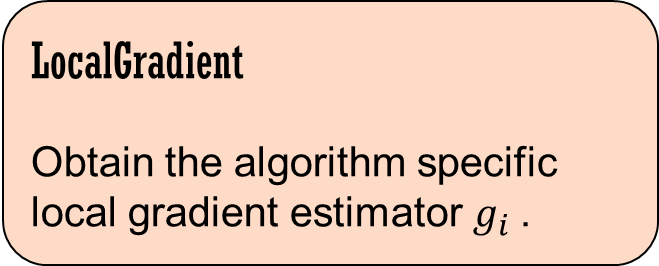 LocalGradient
Obtain the algorithm specific
local gradient estimator gᵢ .